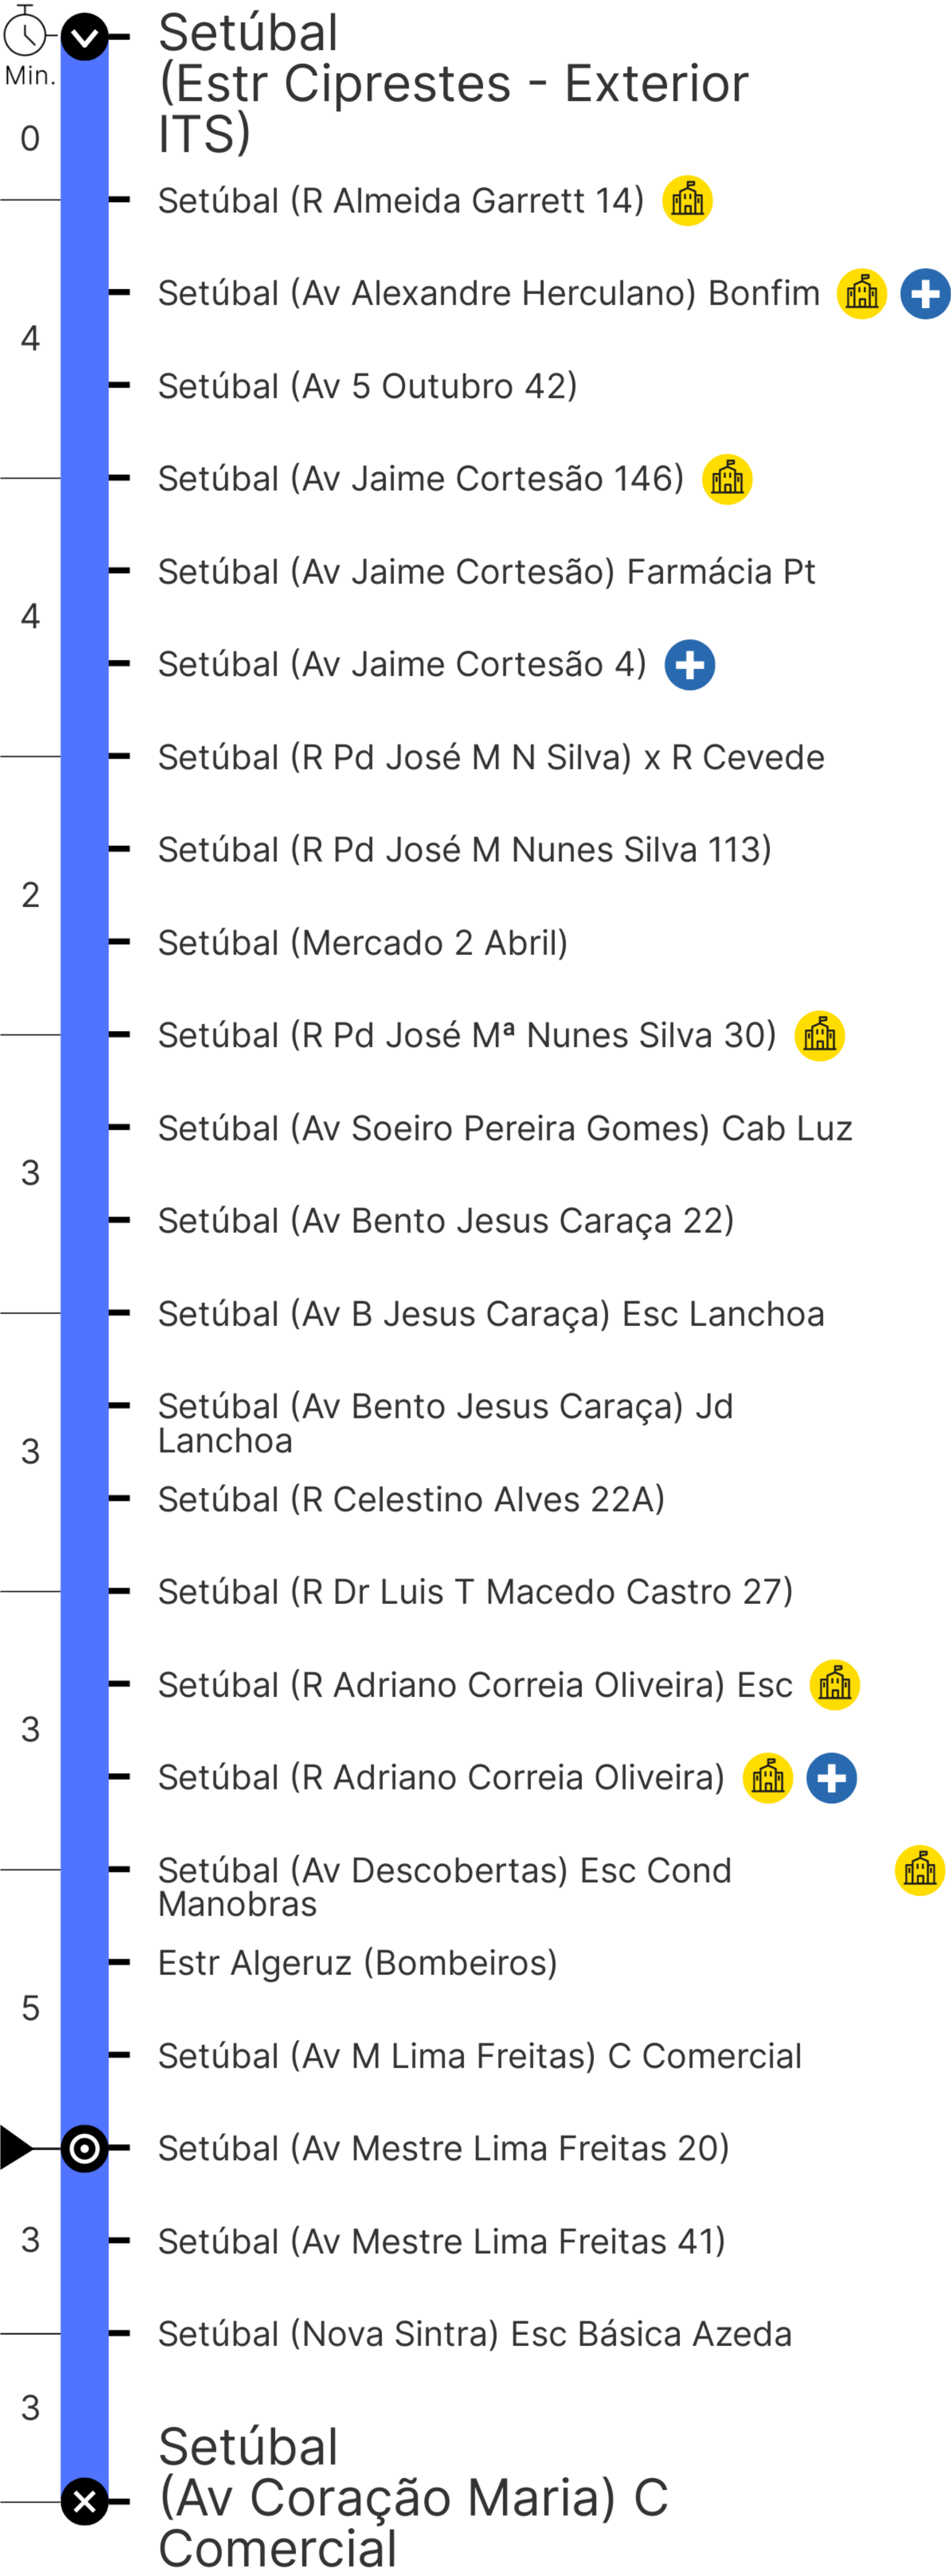 Setúbal
(Estr Ciprestes - Exterior
ITS)
Min.
0
Setúbal (R Almeida Garrett 14)
Setúbal (Av Alexandre Herculano) Bonfim
4
Setúbal (Av 5 Outubro 42)
Setúbal (Av Jaime Cortesão 146)
Setúbal (Av Jaime Cortesão) Farmácia Pt
4
Setúbal (Av Jaime Cortesão 4)
Setúbal (R Pd José M N Silva) x R Cevede
Setúbal (R Pd José M Nunes Silva 113)
2
Setúbal (Mercado 2 Abril)
Setúbal (R Pd José Mª Nunes Silva 30)
Setúbal (Av Soeiro Pereira Gomes) Cab Luz
3
Setúbal (Av Bento Jesus Caraça 22)
Setúbal (Av B Jesus Caraça) Esc Lanchoa
Setúbal (Av Bento Jesus Caraça) Jd
Lanchoa
3
Setúbal (R Celestino Alves 22A)
Setúbal (R Dr Luis T Macedo Castro 27)
Setúbal (R Adriano Correia Oliveira) Esc
3
Setúbal (R Adriano Correia Oliveira)
Setúbal (Av Descobertas) Esc Cond
Manobras
Estr Algeruz (Bombeiros)
5
Setúbal (Av M Lima Freitas) C Comercial
Setúbal (Av Mestre Lima Freitas 20)
3
Setúbal (Av Mestre Lima Freitas 41)
Setúbal (Nova Sintra) Esc Básica Azeda
3
Setúbal
(Av Coração Maria) C
Comercial